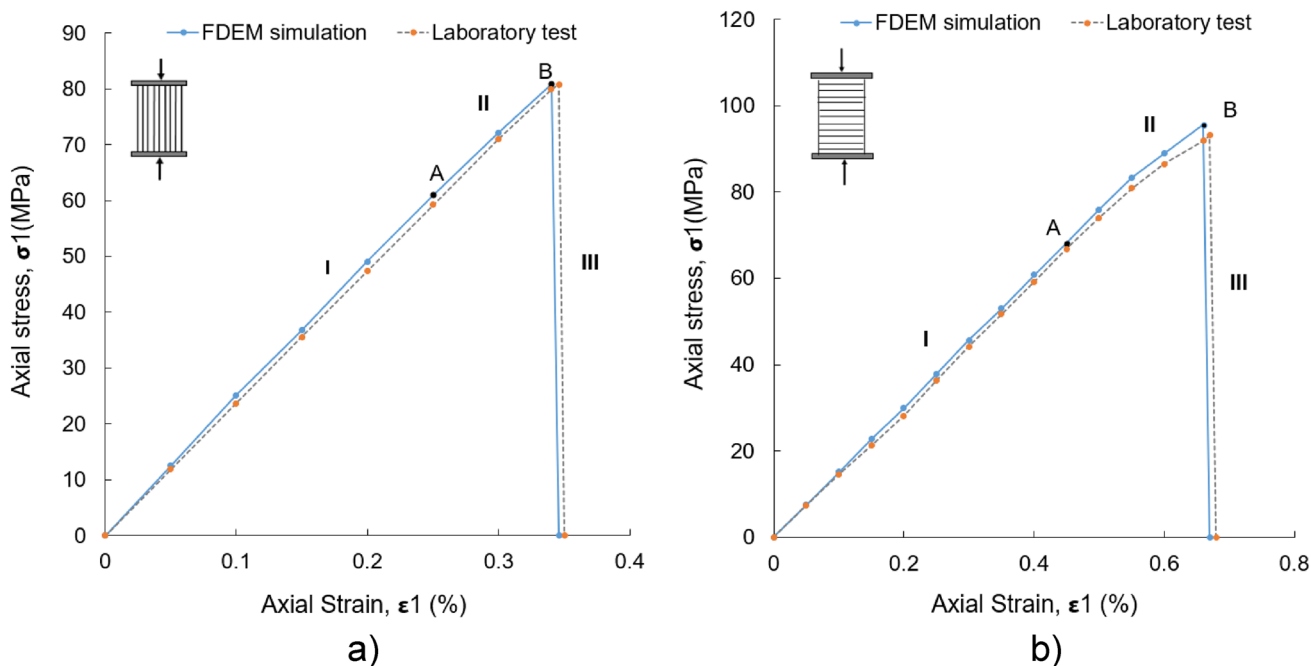 FDEM simulation Laboratory test
Axial stress, σ1(MPa)
90
80
70
60
50
40
30
20
10
0
B
II
A
I
III
0 0.1 0.2 0.3 0.4
Axial Strain, ε1 (%)
a)
FDEM simulation Laboratory test
Axial stress, σ1(MPa)
120
100
80
60
40
20
0
B
II
A
III
I
0 0.2 0.4 0.6 0.8
Axial Strain, ε1 (%)
b)